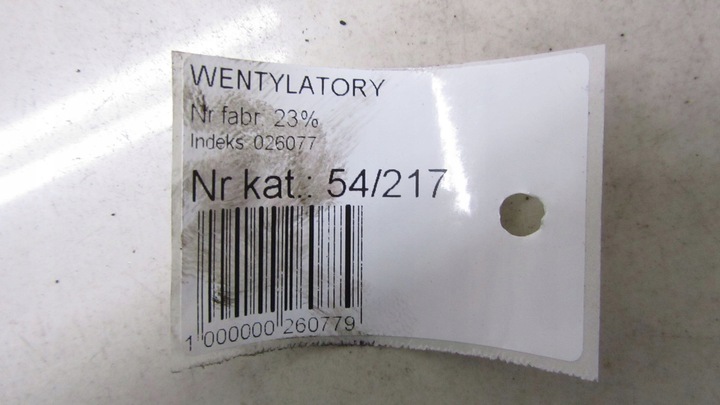 WENTYLATORY
Nr fabr. 23%
Indeks: 026077
Nr kat.: 54/217
1 000000 260779